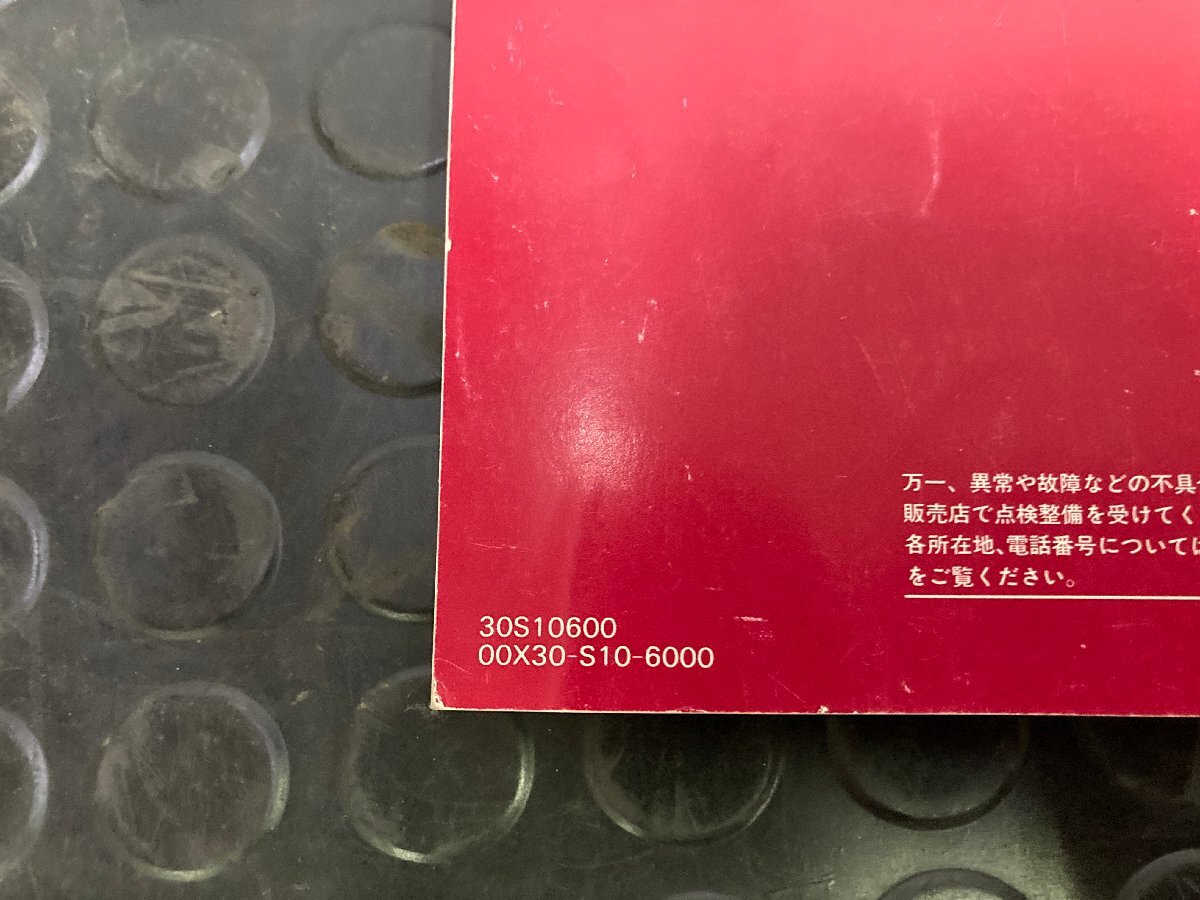 万一、異常や故障などの不具
販売店で点検整備を受けてく
各所在地、電話番号については
をご覧ください。
30S10600
00X30-S10-6000